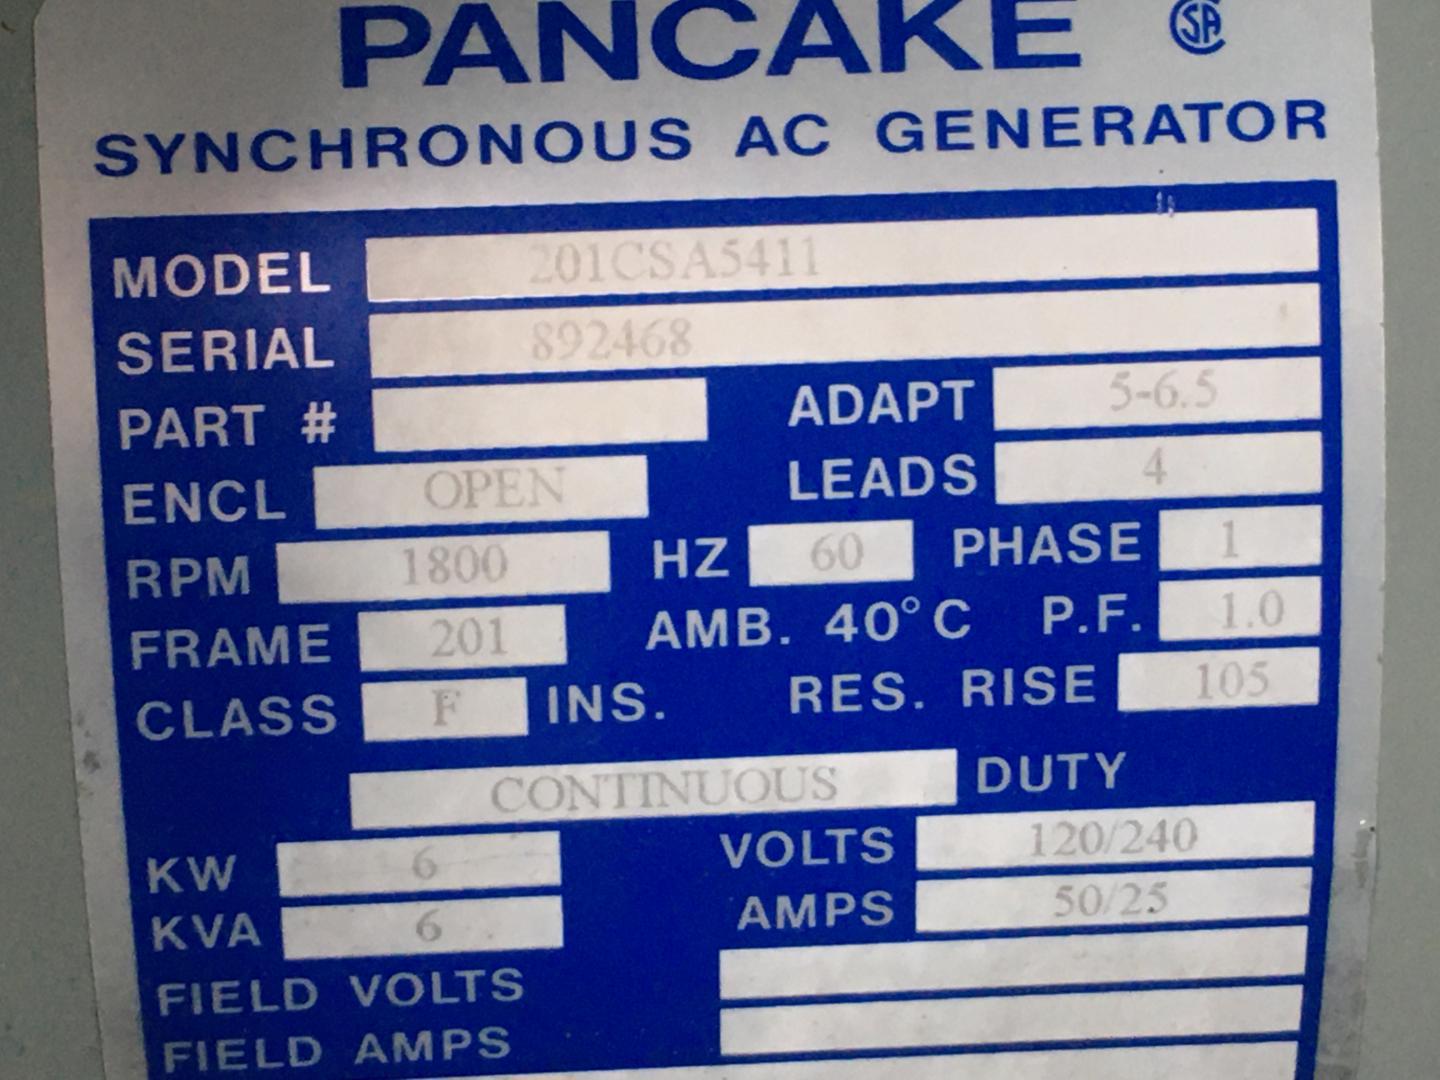 PANCAKE CSA
SYNCHRONOUS AC GENERATOR
MODEL 201CSA5411
SERIAL 892468
PART # ADAPT 5-6.5
ENCL OPEN LEADS 4
RPM 1800 HZ 60 PHASE 1
FRAME 201 AMB. 40°C P.F. 1.0
CLASS F INS. RES. RISE 105
CONTINUOUS DUTY
KW 6 VOLTS 120/240
KVA 6 AMPS 50/25
FIELD VOLTS
FIELD AMPS